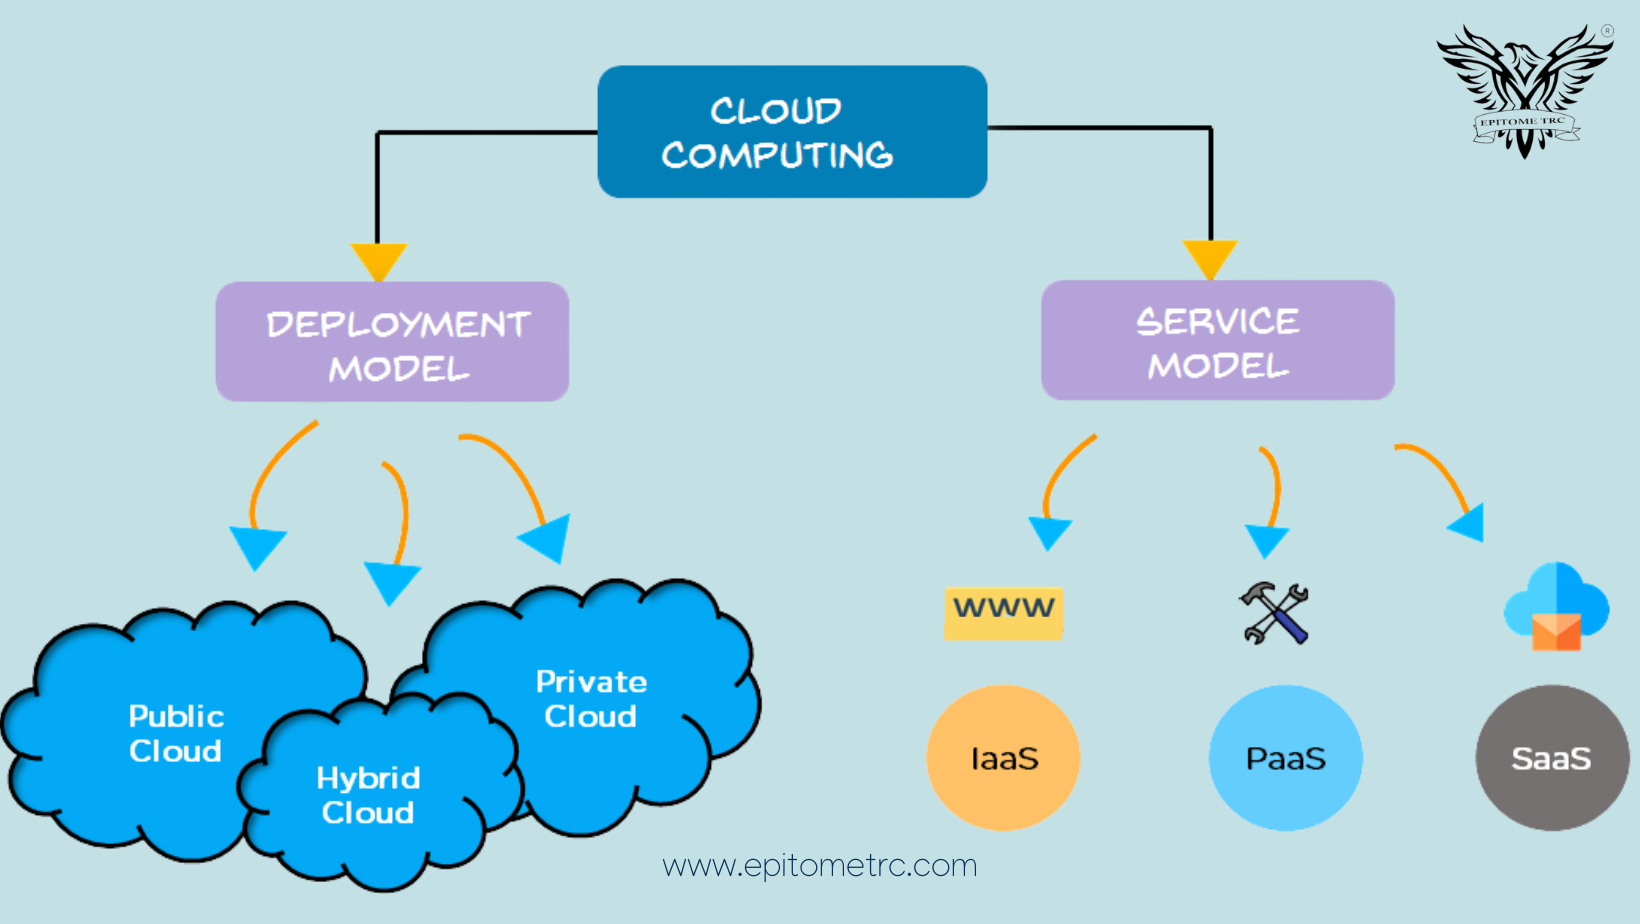 CLOUD
COMPUTING
®
EPITOME TRC
DEPLOYMENT
MODEL
SERVICE
MODEL
Public
Cloud
Hybrid
Cloud
Private
Cloud
WWW
IaaS
PaaS
SaaS
www.epitometrc.com